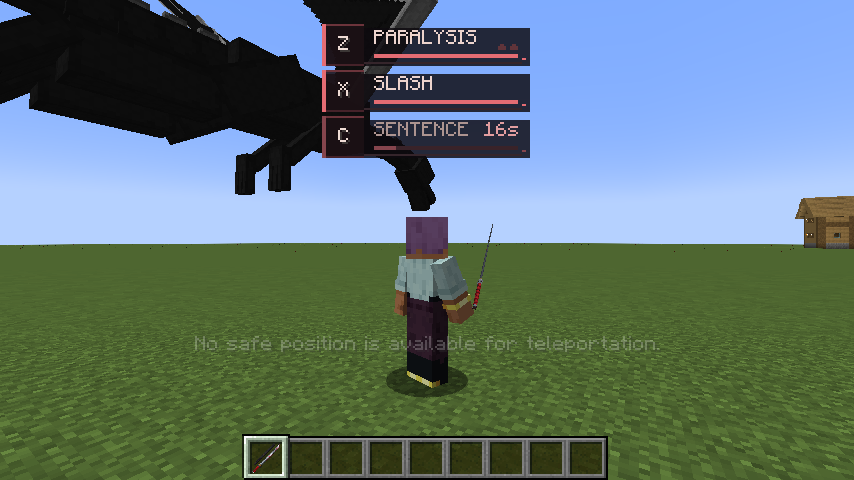 Z PARALYSIS
X SLASH
C SENTENCE 16s
No safe position is available for teleportation.